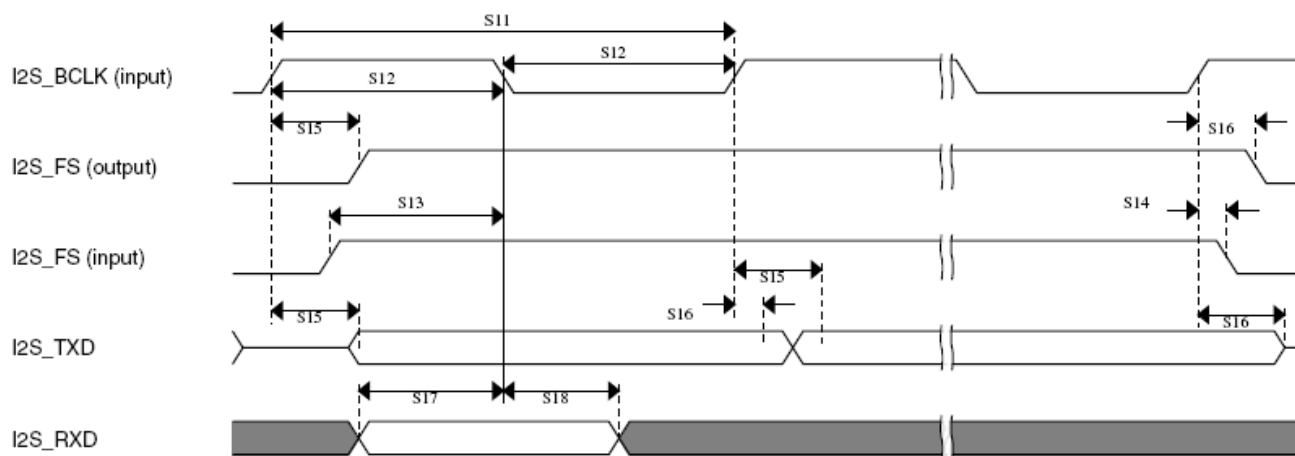 S11
I2S_BCLK (input)
S12
S12
S15
S16
I2S_FS (output)
S13
S14
I2S_FS (input)
S15
S15
S16
S16
I2S_TXD
S17
S18
I2S_RXD